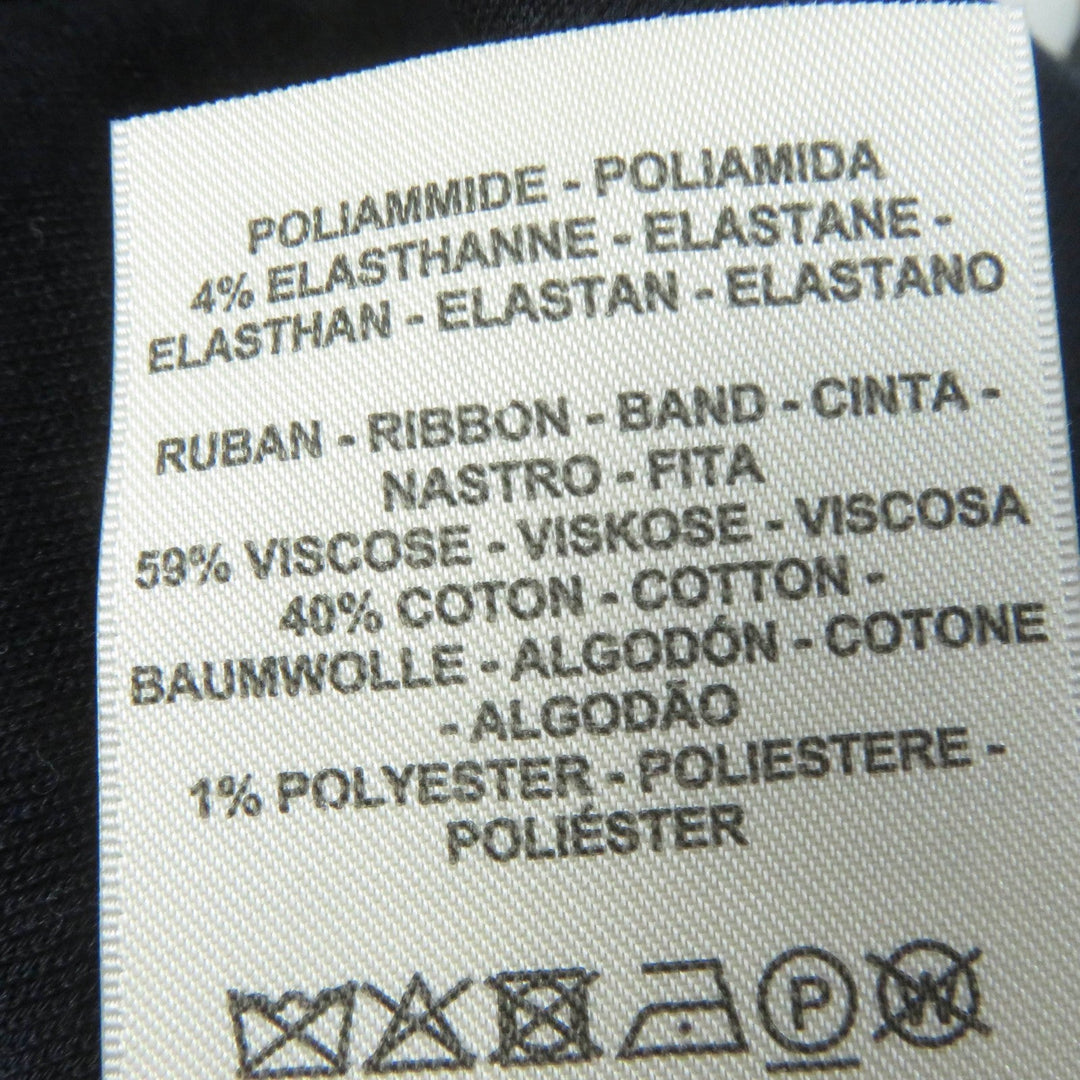 POLIAMMIDE - POLIAMIDA
4% ELASTHANNE - ELASTANE -
ELASTHAN - ELASTAN - ELASTANO
RUBAN - RIBBON - BAND - CINTA -
NASTRO - FITA
59% VISCOSE - VISKOSE - VISCOSA
40% COTON - COTTON -
BAUMWOLLE - ALGODÓN - COTONE
- ALGODÃO
1% POLYESTER - POLIESTERE -
POLIÉSTER
P W